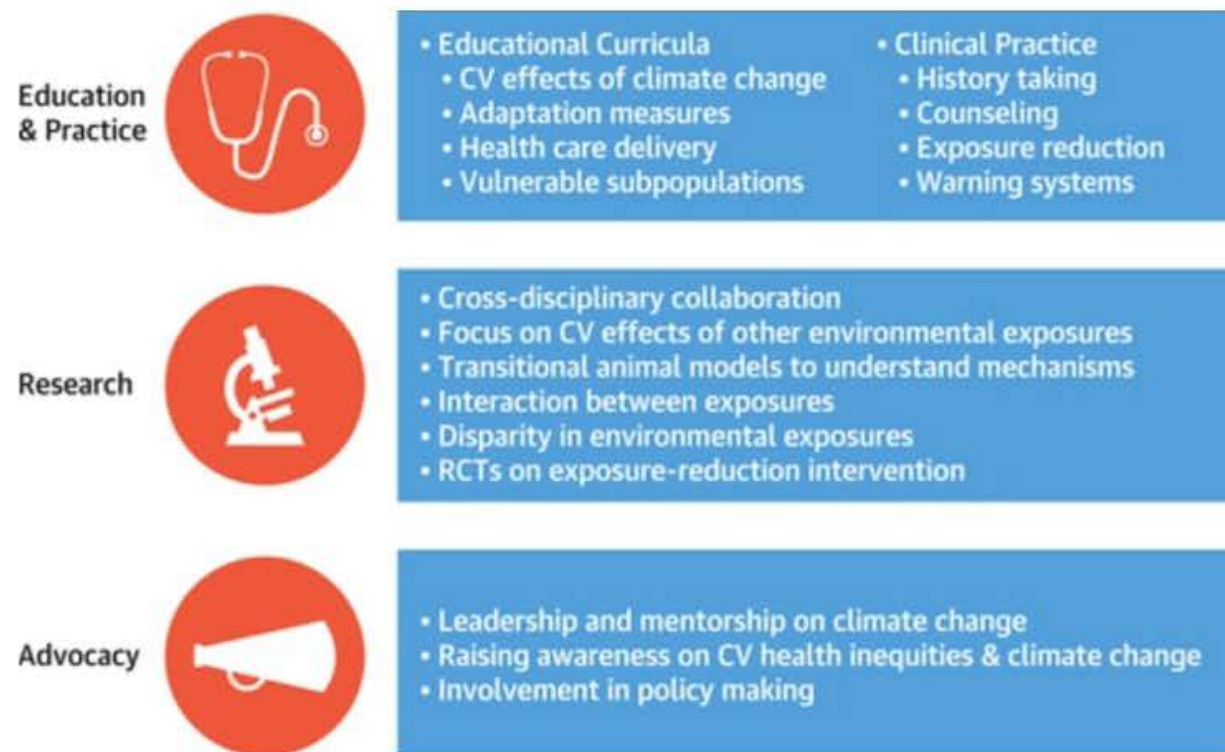 Education
& Practice
• Educational Curricula
• CV effects of climate change
• Adaptation measures
• Health care delivery
• Vulnerable subpopulations
• Clinical Practice
• History taking
• Counseling
• Exposure reduction
• Warning systems
Research
• Cross-disciplinary collaboration
• Focus on CV effects of other environmental exposures
• Transitional animal models to understand mechanisms
• Interaction between exposures
• Disparity in environmental exposures
• RCTs on exposure-reduction intervention
Advocacy
• Leadership and mentorship on climate change
• Raising awareness on CV health inequities & climate change
• Involvement in policy making